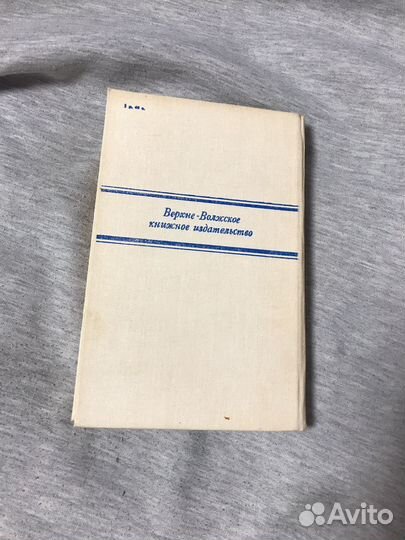 Верхне-Волжское
книжное издательство
Avito